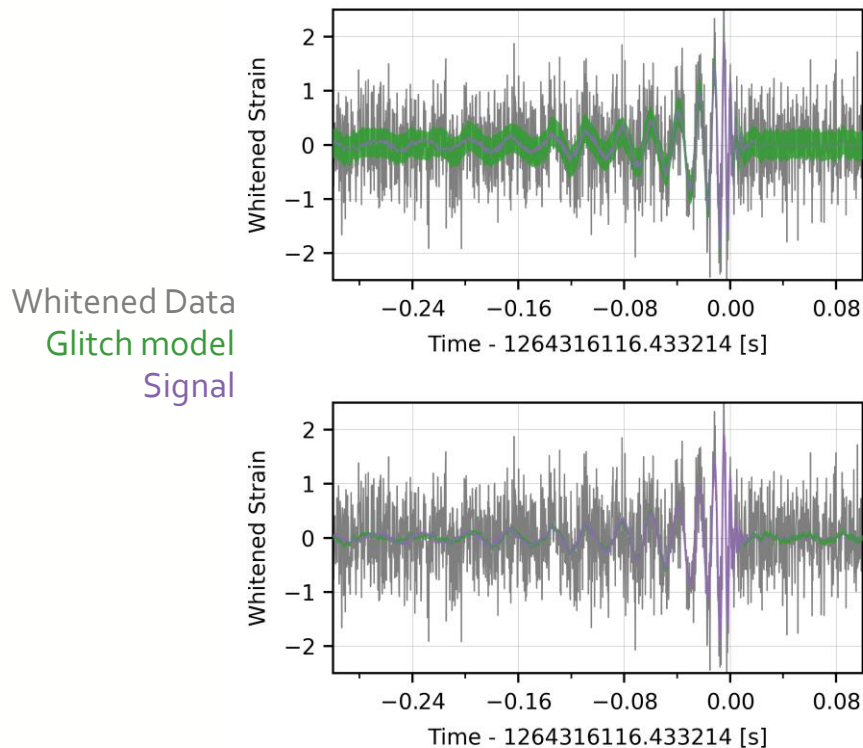 Whitened Data
Glitch model
Signal
Whitened Strain
2
1
0
−1
−2
−0.24 −0.16 −0.08 0.00 0.08
Time - 1264316116.433214 [s]
Whitened Strain
2
1
0
−1
−2
−0.24 −0.16 −0.08 0.00 0.08
Time - 1264316116.433214 [s]